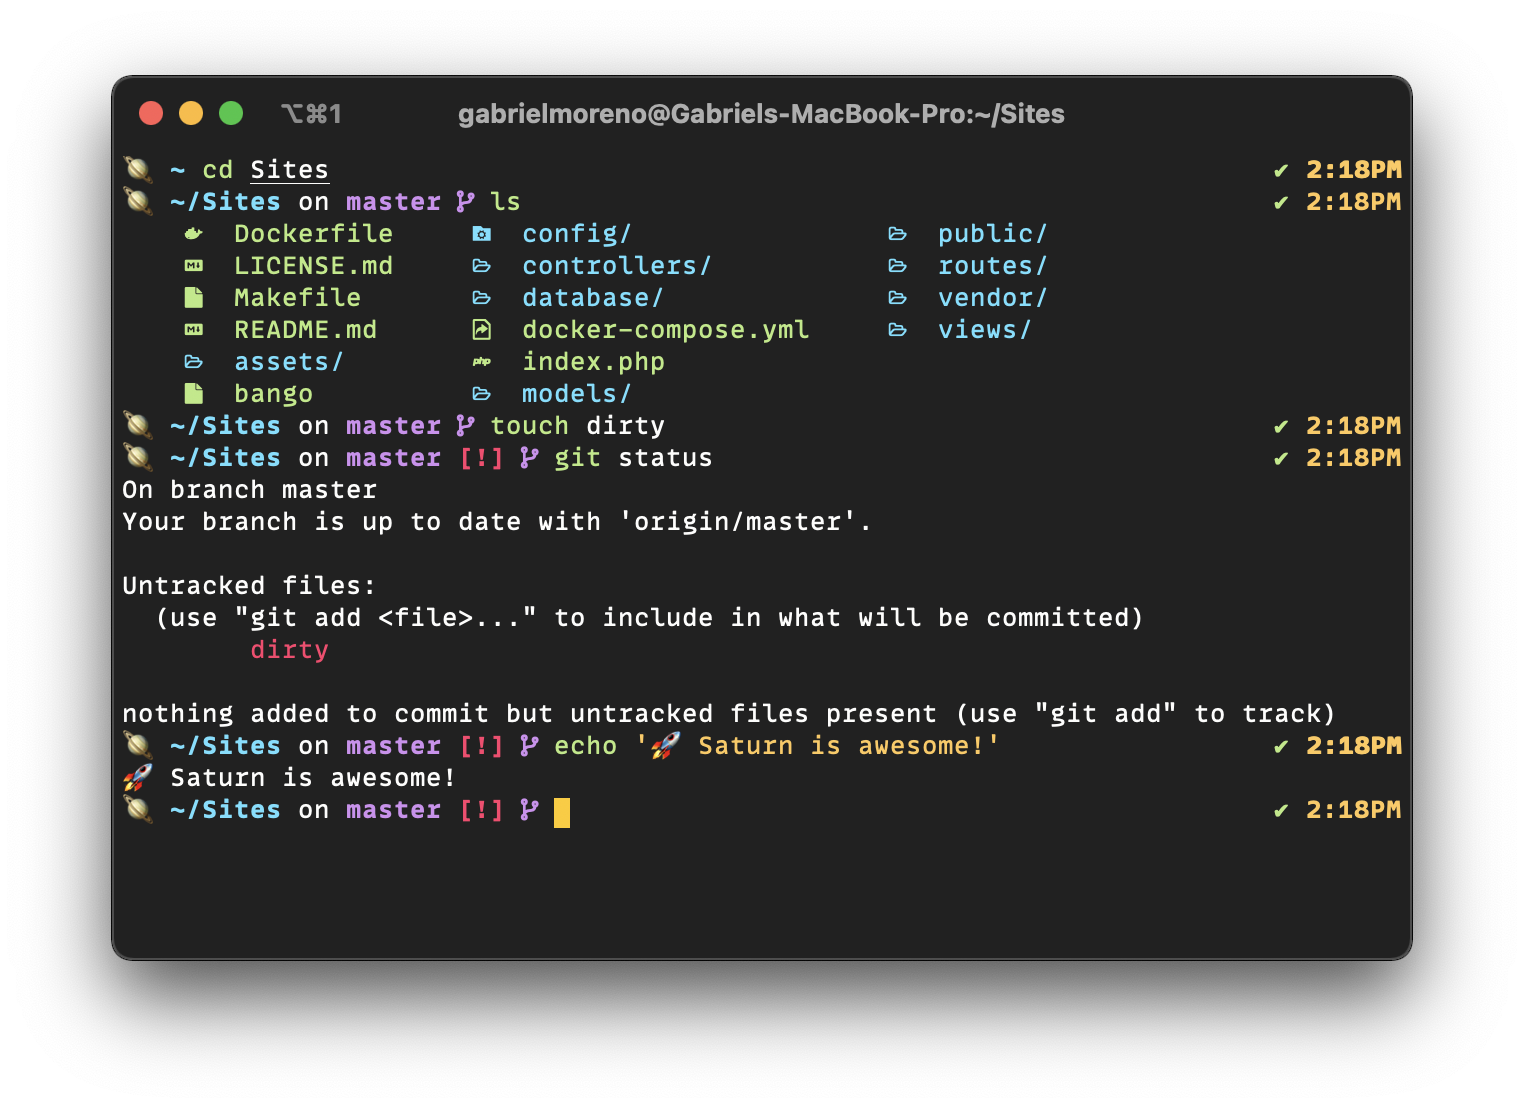 ⌥⌘1 gabrielmoreno@Gabriels-MacBook-Pro:~/Sites
🪐 ~ cd Sites ✔ 2:18PM
🪐 ~/Sites on master ls ✔ 2:18PM
Dockerfile config/ public/
LICENSE.md controllers/ routes/
Makefile database/ vendor/
README.md docker-compose.yml views/
assets/ php index.php
bango models/
🪐 ~/Sites on master touch dirty ✔ 2:18PM
🪐 ~/Sites on master [!] git status ✔ 2:18PM
On branch master
Your branch is up to date with 'origin/master'.
Untracked files:
(use "git add <file>..." to include in what will be committed)
dirty
nothing added to commit but untracked files present (use "git add" to track)
🪐 ~/Sites on master [!] echo '🚀 Saturn is awesome!' ✔ 2:18PM
🚀 Saturn is awesome!
🪐 ~/Sites on master [!] ✔ 2:18PM